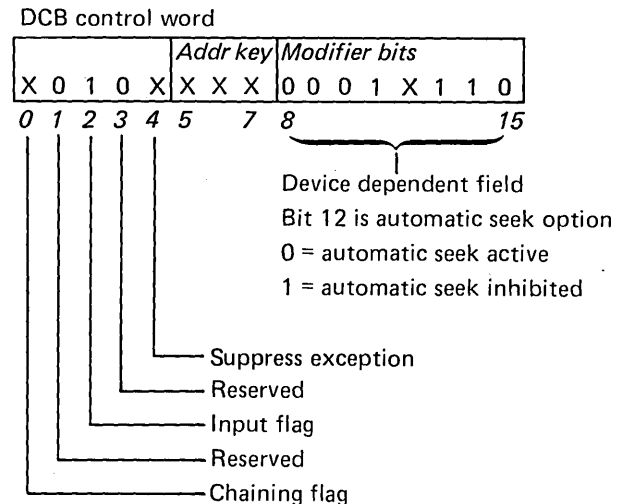 DCB control word
Addr key Modifier bits
X 0 1 0 X X X X 0 0 0 1 X 1 1 0
0 1 2 3 4 5 7 8 15
Device dependent field
Bit 12 is automatic seek option
0 = automatic seek active
1 = automatic seek inhibited
Suppress exception
Reserved
Input flag
Reserved
Chaining flag